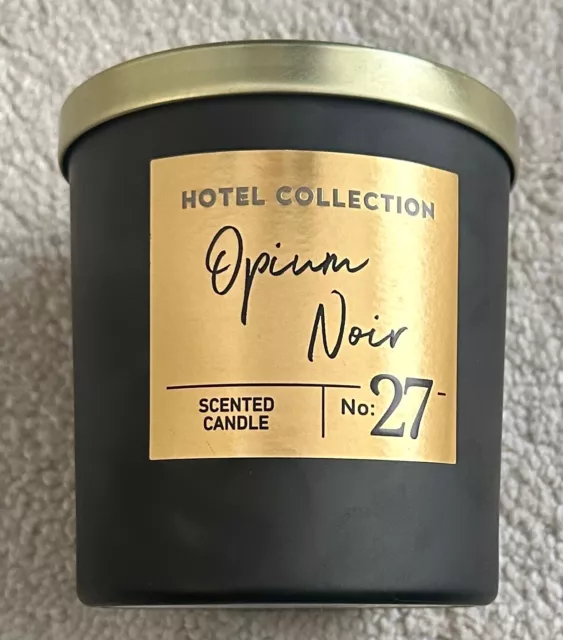 HOTEL COLLECTION
Opium
Noir
SCENTED
CANDLE
No: 27